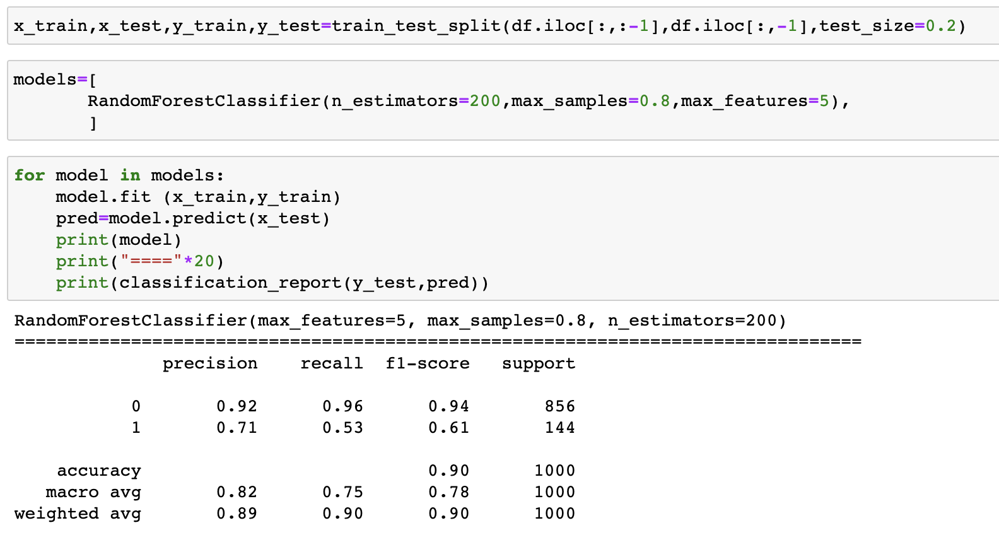 x_train,x_test,y_train,y_test=train_test_split(df.iloc[:,:-1],df.iloc[:,-1],test_size=0.2)
models=[
       RandomForestClassifier(n_estimators=200,max_samples=0.8,max_features=5),
       ]
for model in models:
    model.fit (x_train,y_train)
    pred=model.predict(x_test)
    print(model)
    print("===="*20)
    print(classification_report(y_test,pred))
RandomForestClassifier(max_features=5, max_samples=0.8, n_estimators=200)
================================================================================
              precision    recall  f1-score   support
           0       0.92      0.96      0.94       856
           1       0.71      0.53      0.61       144
    accuracy                           0.90      1000
   macro avg       0.82      0.75      0.78      1000
weighted avg       0.89      0.90      0.90      1000